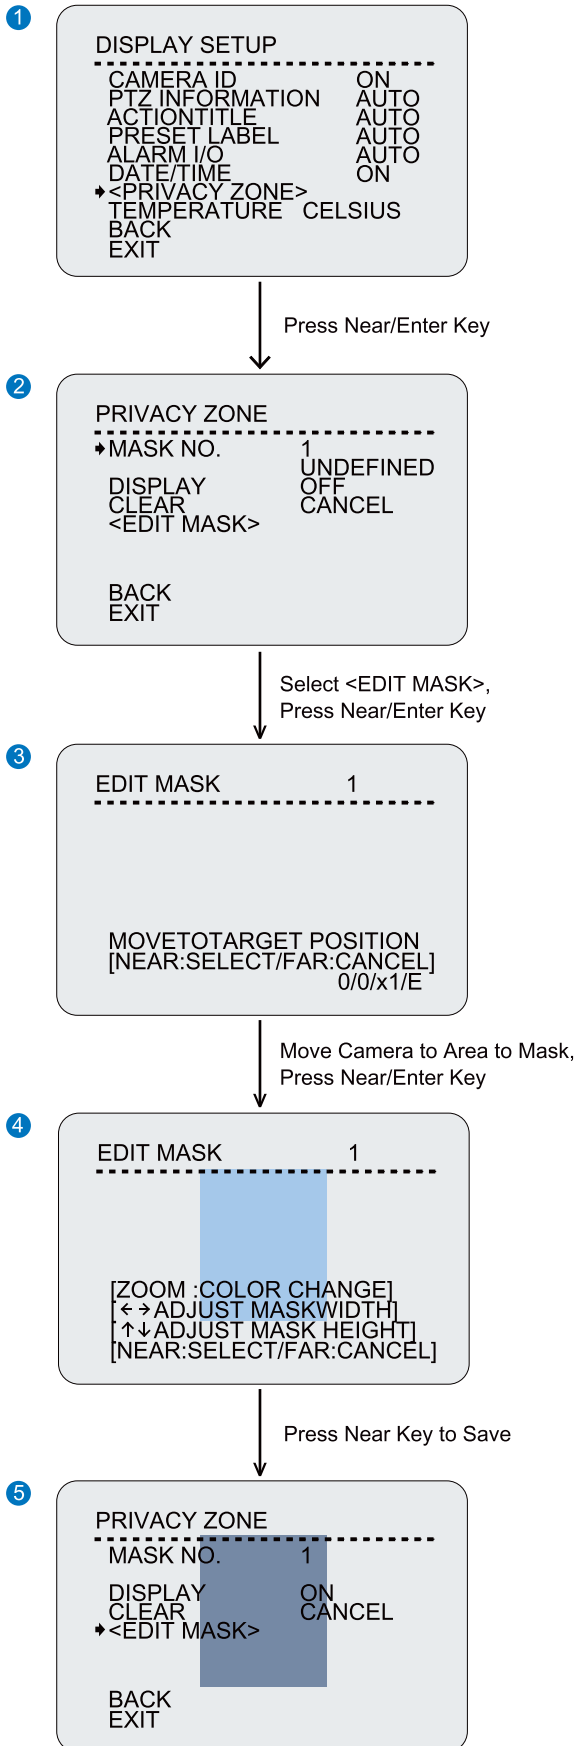 1
DISPLAY SETUP
CAMERA ID ON
PTZ INFORMATION AUTO
ACTIONTITLE AUTO
PRESET LABEL AUTO
ALARM I/O AUTO
DATE/TIME ON
<PRIVACY ZONE>
TEMPERATURE CELSIUS
BACK
EXIT
Press Near/Enter Key
2
PRIVACY ZONE
MASK NO. 1
UNDEFINED
DISPLAY OFF
CLEAR CANCEL
<EDIT MASK>
BACK
EXIT
Select <EDIT MASK>,
Press Near/Enter Key
3
EDIT MASK 1
MOVETOTARGET POSITION
[NEAR:SELECT/FAR:CANCEL]
0/0/x1/E
Move Camera to Area to Mask,
Press Near/Enter Key
4
EDIT MASK 1
[ZOOM :COLOR CHANGE]
[←→ADJUST MASKWIDTH]
[↑↓ADJUST MASK HEIGHT]
[NEAR:SELECT/FAR:CANCEL]
Press Near Key to Save
5
PRIVACY ZONE
MASK NO. 1
DISPLAY ON
CLEAR CANCEL
<EDIT MASK>
BACK
EXIT